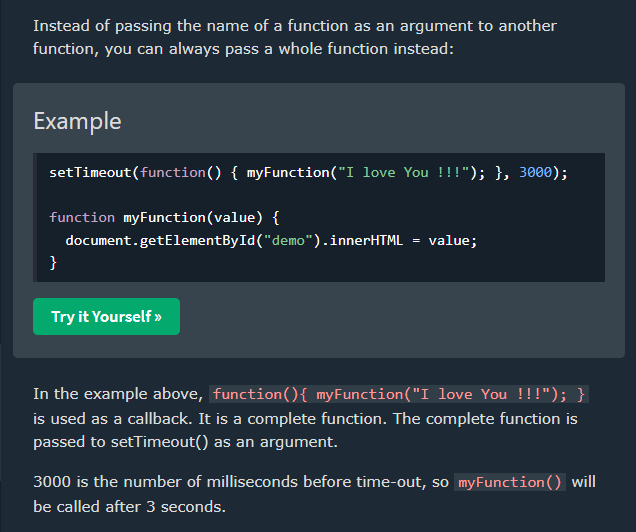 Instead of passing the name of a function as an argument to another
function, you can always pass a whole function instead:
Example
setTimeout(function() { myFunction("I love You !!!"); }, 3000);
function myFunction(value) {
  document.getElementById("demo").innerHTML = value;
}
Try it Yourself »
In the example above, function(){ myFunction("I love You !!!"); }
is used as a callback. It is a complete function. The complete function is
passed to setTimeout() as an argument.
3000 is the number of milliseconds before time-out, so myFunction() will
be called after 3 seconds.